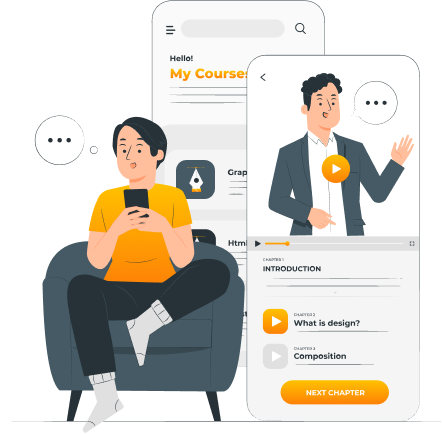 Hello!
My Courses
Grap
Html
CHAPTER 1
INTRODUCTION
CHAPTER 2
What is design?
CHAPTER 3
Composition
NEXT CHAPTER